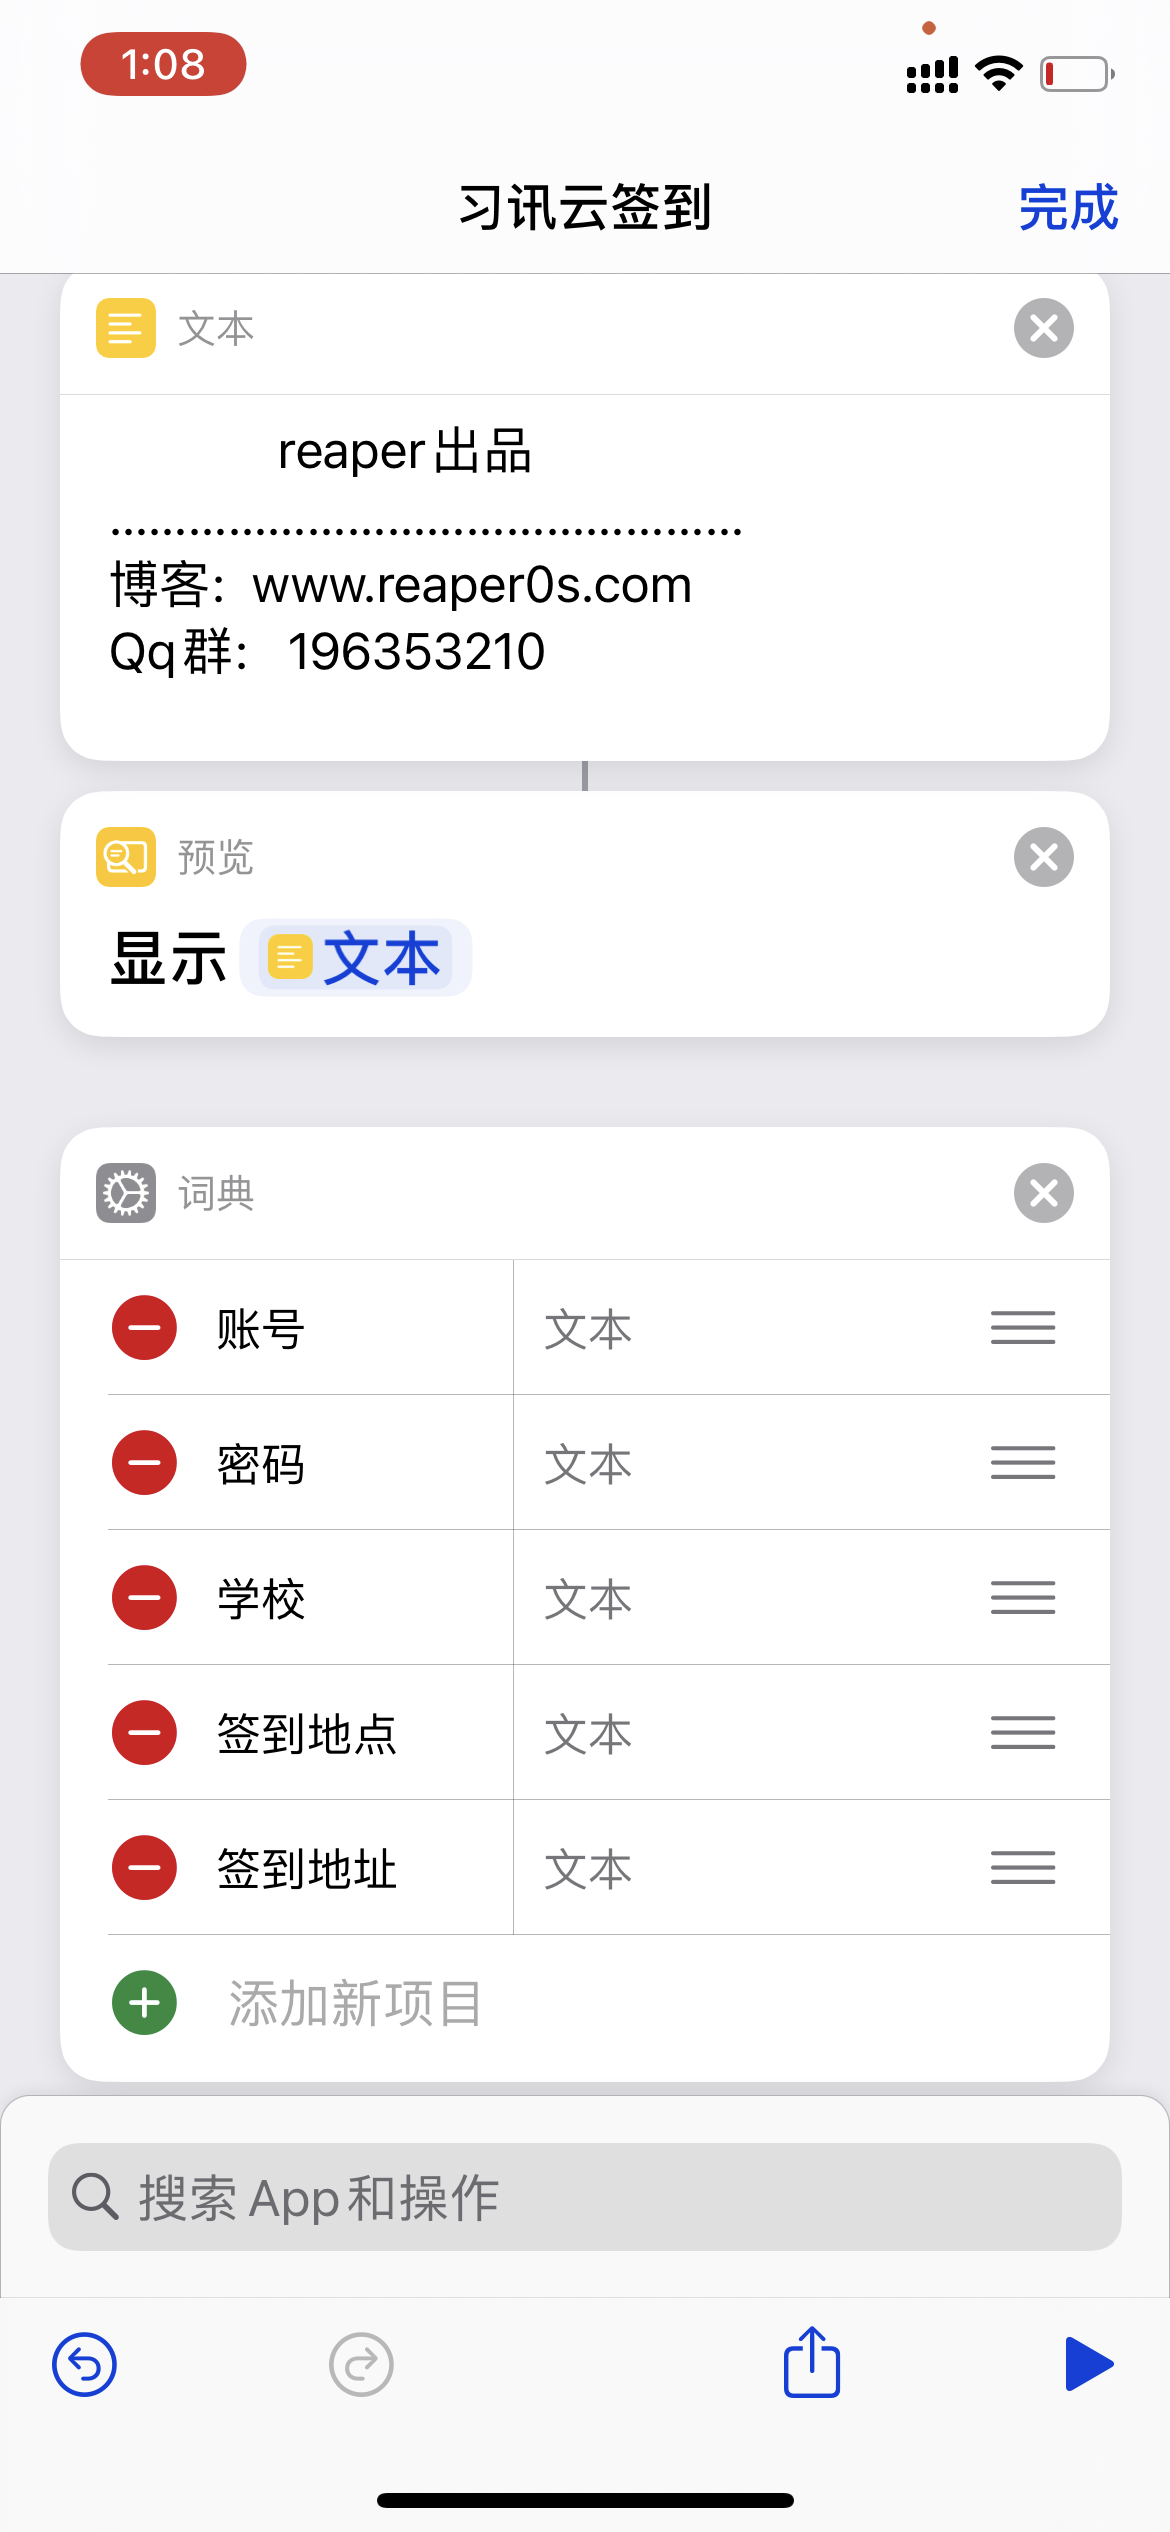 1:08
习讯云签到
完成
文本
reaper出品
................................................
博客：www.reaper0s.com
Qq群： 196353210
预览
显示 文本
词典
账号 文本
密码 文本
学校 文本
签到地点 文本
签到地址 文本
添加新项目
搜索 App 和操作